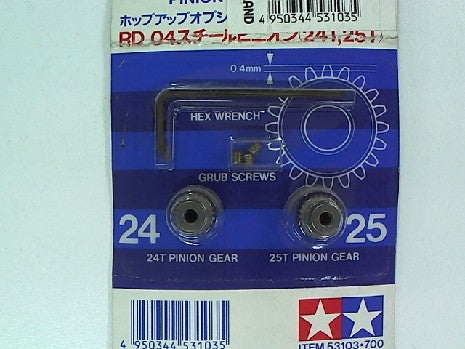 PINION
4 950344 531035
LAND
ホップアップオプシ
RD.04スチールピニオン(24T,25T)
0.4mm
HEX WRENCH
GRUB SCREWS
24
25
24T PINION GEAR
25T PINION GEAR
4 950344 531035
ITEM 53103•700